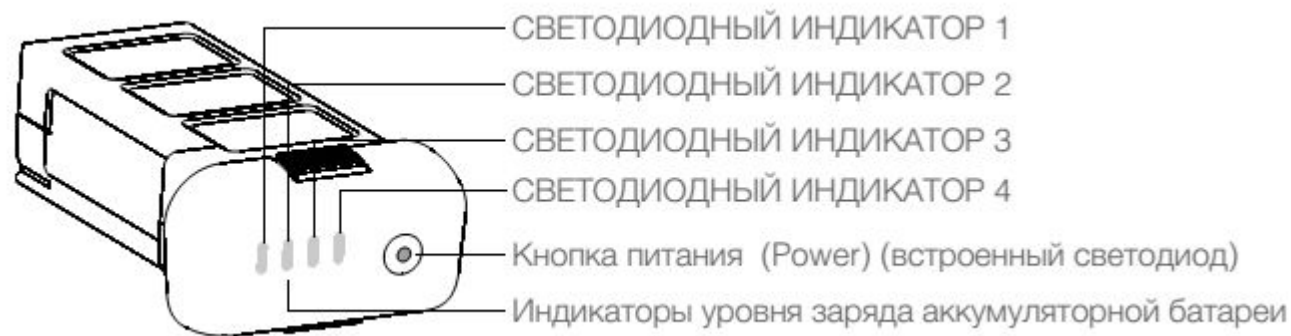 СВЕТОДИОДНЫЙ ИНДИКАТОР 1
СВЕТОДИОДНЫЙ ИНДИКАТОР 2
СВЕТОДИОДНЫЙ ИНДИКАТОР 3
СВЕТОДИОДНЫЙ ИНДИКАТОР 4
Кнопка питания (Power) (встроенный светодиод)
Индикаторы уровня заряда аккумуляторной батареи